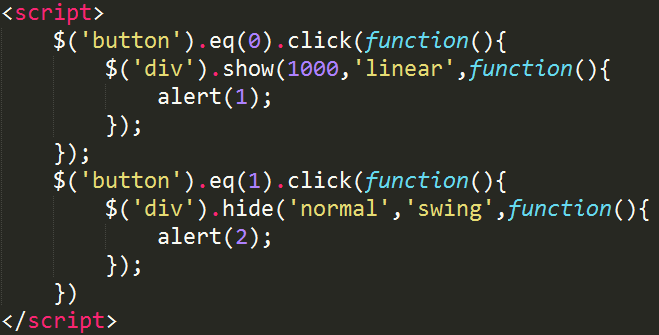 <script>
    $('button').eq(0).click(function(){
        $('div').show(1000,'linear',function(){
            alert(1);
        });
    });
    $('button').eq(1).click(function(){
        $('div').hide('normal','swing',function(){
            alert(2);
        });
    })
</script>